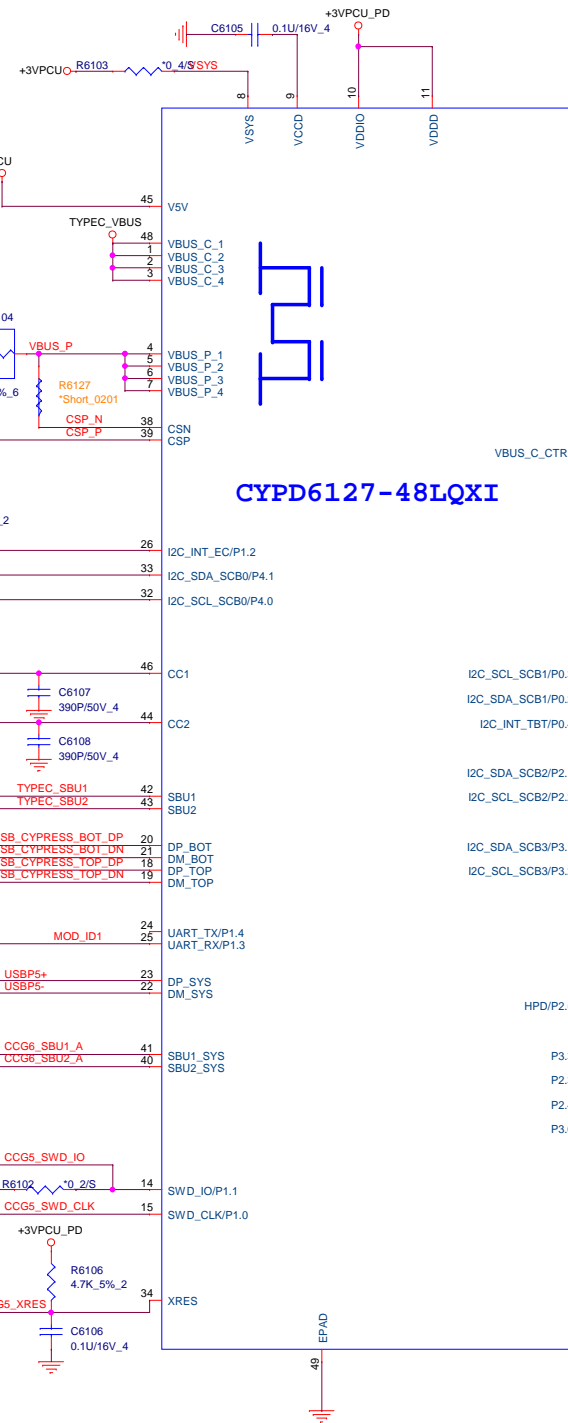 +3VPCU_PD
C6105 0.1U/16V_4
+3VPCU R6103 *0_4/S VSYS
8 9 10 11
VSYS VCCD VDDIO VDDD
CU
45 V5V
TYPEC_VBUS
48 VBUS_C_1
1 VBUS_C_2
2 VBUS_C_3
3 VBUS_C_4
04
VBUS_P
4 VBUS_P_1
5 VBUS_P_2
6 VBUS_P_3
7 VBUS_P_4
%_6
R6127
*Short_0201
CSP_N 38 CSN
CSP_P 39 CSP
VBUS_C_CTR
CYPD6127-48LQXI
_2
26 I2C_INT_EC/P1.2
33 I2C_SDA_SCB0/P4.1
32 I2C_SCL_SCB0/P4.0
46 CC1 I2C_SCL_SCB1/P0.
C6107
390P/50V_4
I2C_SDA_SCB1/P0.
44 CC2 I2C_INT_TBT/P0.
C6108
390P/50V_4
I2C_SDA_SCB2/P2.
TYPEC_SBU1 42 SBU1 I2C_SCL_SCB2/P2.
TYPEC_SBU2 43 SBU2
SB_CYPRESS_BOT_DP 20 DP_BOT I2C_SDA_SCB3/P3.
SB_CYPRESS_BOT_DN 21 DM_BOT
SB_CYPRESS_TOP_DP 18 DP_TOP I2C_SCL_SCB3/P3.
SB_CYPRESS_TOP_DN 19 DM_TOP
24 UART_TX/P1.4
MOD_ID1 25 UART_RX/P1.3
USBP5+ 23 DP_SYS
USBP5- 22 DM_SYS
HPD/P2.
CCG6_SBU1_A 41 SBU1_SYS P3.
CCG6_SBU2_A 40 SBU2_SYS
P2.
P2.
P3.
CCG5_SWD_IO
R6102 *0_2/S 14 SWD_IO/P1.1
CCG5_SWD_CLK 15 SWD_CLK/P1.0
+3VPCU_PD
R6106
4.7K_5%_2
G5_XRES 34 XRES
C6106
0.1U/16V_4
EPAD
49